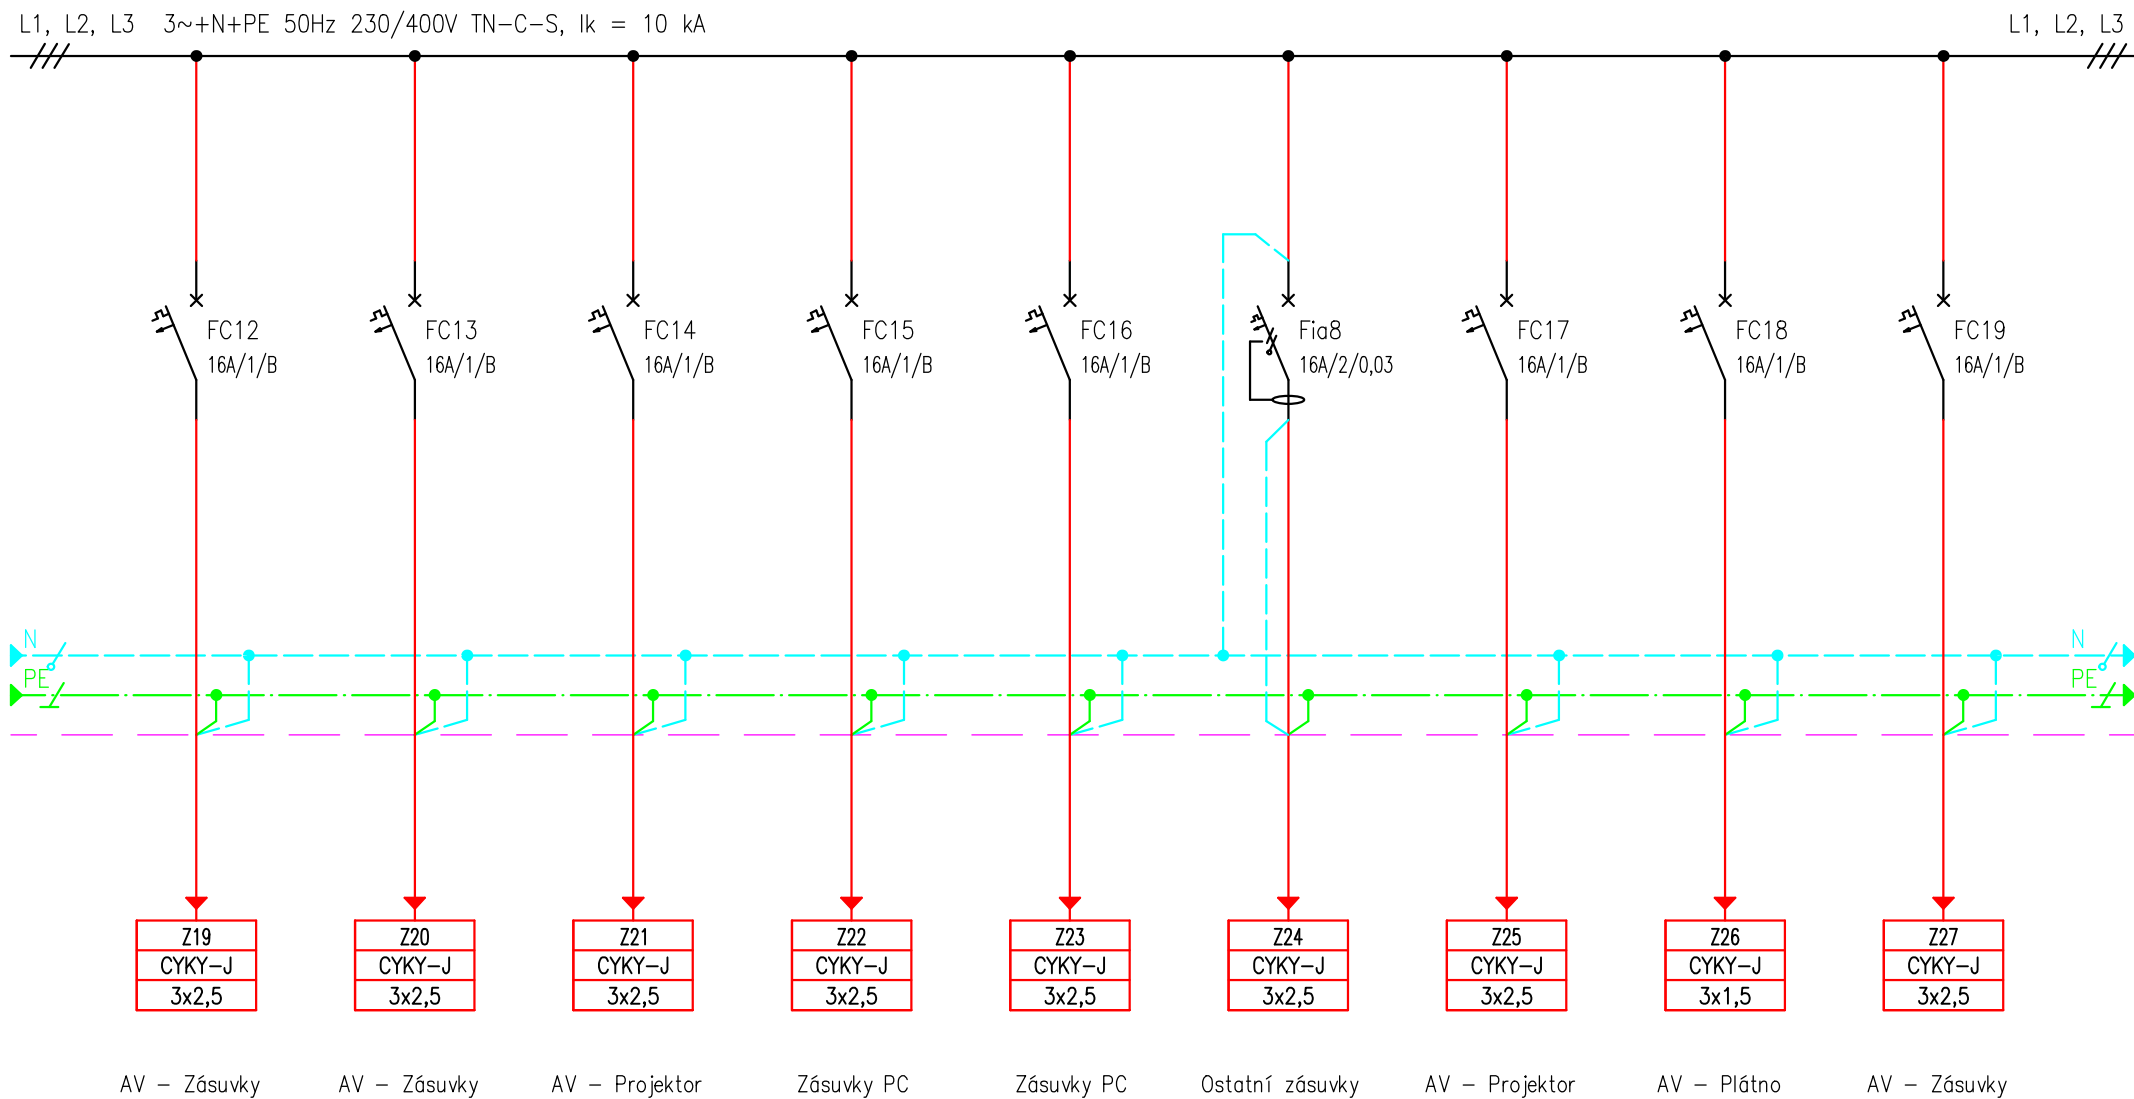 L1, L2, L3 3~+N+PE 50Hz 230/400V TN-C-S, Ik = 10 kA L1, L2, L3
FC12 FC13 FC14 FC15 FC16 Fia8 FC17 FC18 FC19
16A/1/B 16A/1/B 16A/1/B 16A/1/B 16A/1/B 16A/2/0,03 16A/1/B 16A/1/B 16A/1/B
N N
PE PE
Z19 Z20 Z21 Z22 Z23 Z24 Z25 Z26 Z27
CYKY-J CYKY-J CYKY-J CYKY-J CYKY-J CYKY-J CYKY-J CYKY-J CYKY-J
3x2,5 3x2,5 3x2,5 3x2,5 3x2,5 3x2,5 3x2,5 3x1,5 3x2,5
AV - Zásuvky AV - Zásuvky AV - Projektor Zásuvky PC Zásuvky PC Ostatní zásuvky AV - Projektor AV - Plátno AV - Zásuvky